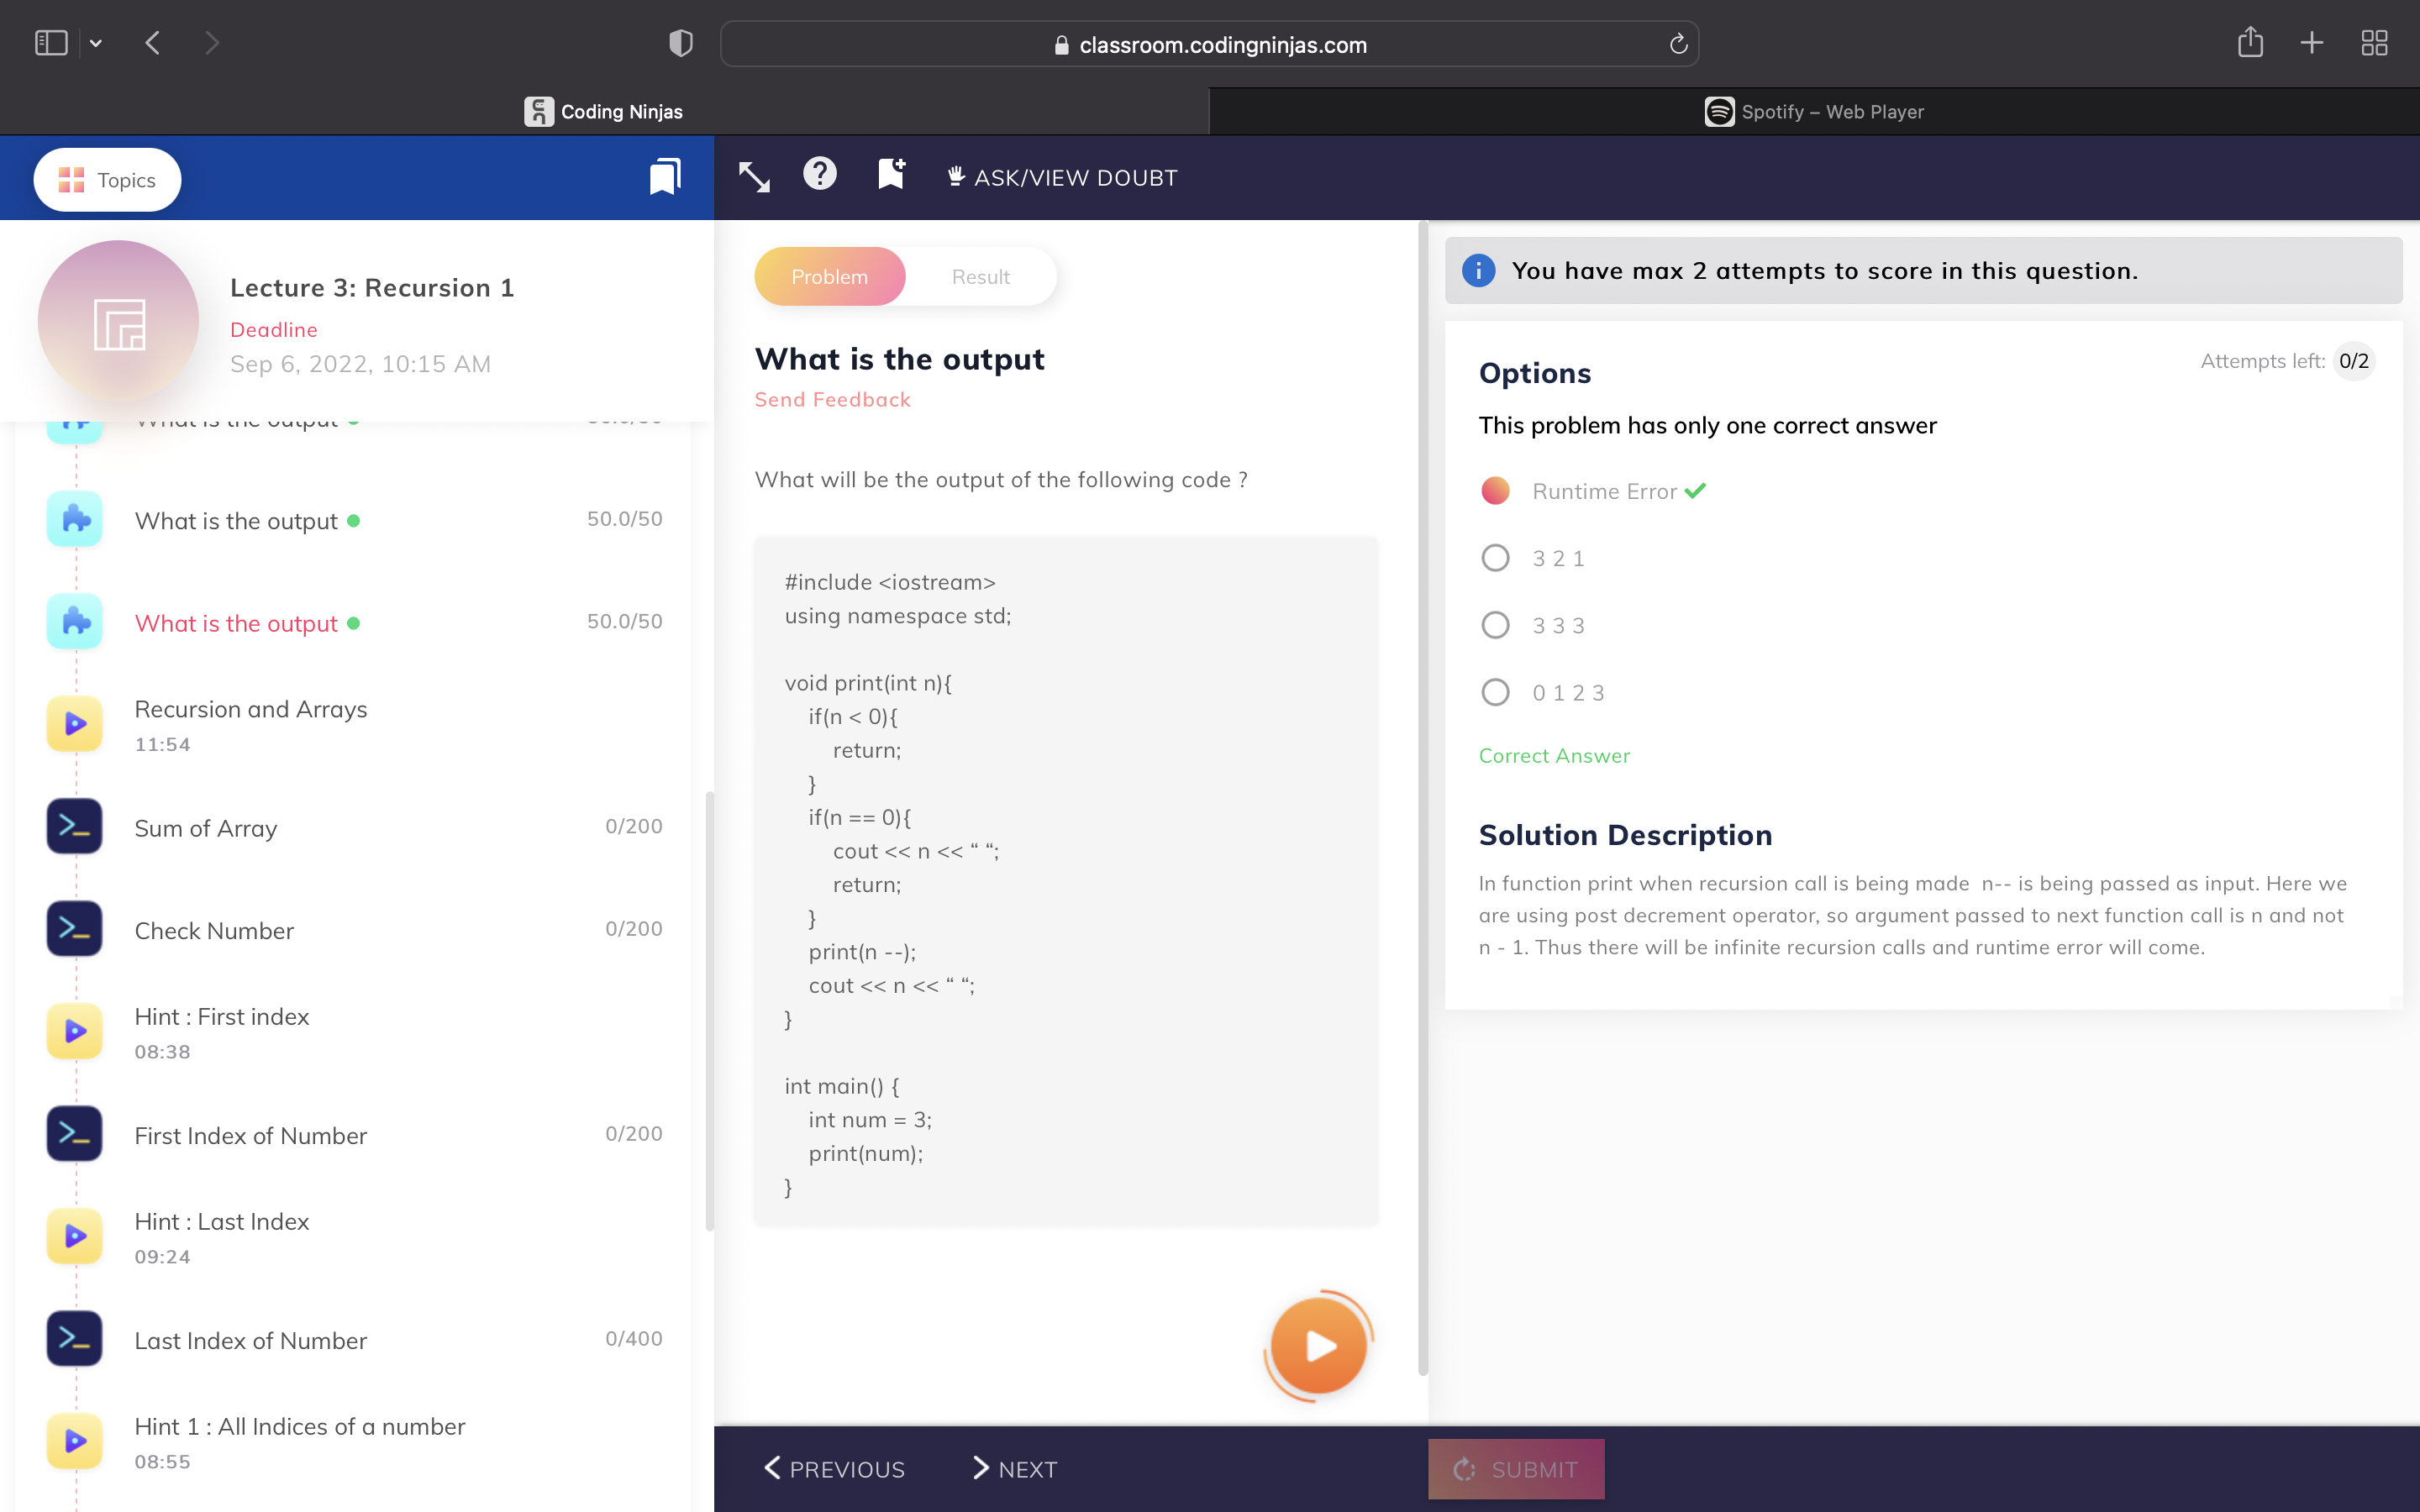 classroom.codingninjas.com
Coding Ninjas
Spotify – Web Player
Topics
ASK/VIEW DOUBT
Lecture 3: Recursion 1
Deadline
Sep 6, 2022, 10:15 AM
What is the output
What is the output 50.0/50
What is the output 50.0/50
Recursion and Arrays
11:54
Sum of Array 0/200
Check Number 0/200
Hint : First index
08:38
First Index of Number 0/200
Hint : Last Index
09:24
Last Index of Number 0/400
Hint 1 : All Indices of a number
08:55
Problem Result
What is the output
Send Feedback
What will be the output of the following code ?
#include <iostream>
using namespace std;
void print(int n){
if(n < 0){
return;
}
if(n == 0){
cout << n << “ “;
return;
}
print(n --);
cout << n << “ “;
}
int main() {
int num = 3;
print(num);
}
You have max 2 attempts to score in this question.
Options
Attempts left: 0/2
This problem has only one correct answer
Runtime Error
3 2 1
3 3 3
0 1 2 3
Correct Answer
Solution Description
In function print when recursion call is being made  n-- is being passed as input. Here we
are using post decrement operator, so argument passed to next function call is n and not
n - 1. Thus there will be infinite recursion calls and runtime error will come.
PREVIOUS NEXT SUBMIT